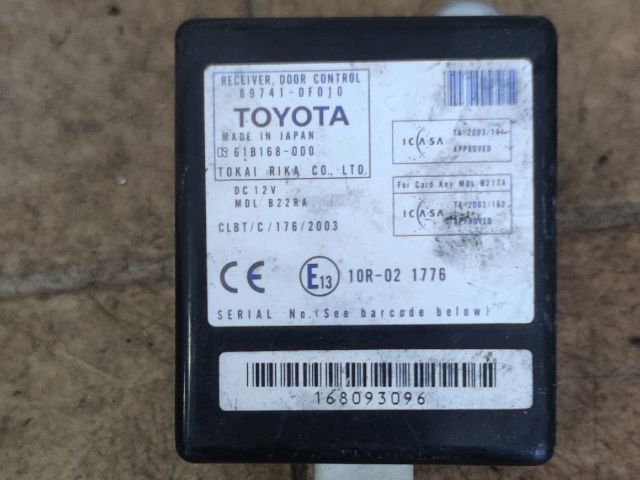 RECEIVER, DOOR CONTROL
89741-0F010
TOYOTA
MADE IN JAPAN
61B168-000
TOKAI RIKA CO., LTD.
DC 12V
MDL B22RA
CLBT/C/176/2003
ICASA
APPROVED
For Card Key MDL B217A
ICASA
APPROVED
CE E13 10R-02 1776
SERIAL No.(See barcode below)
168093096